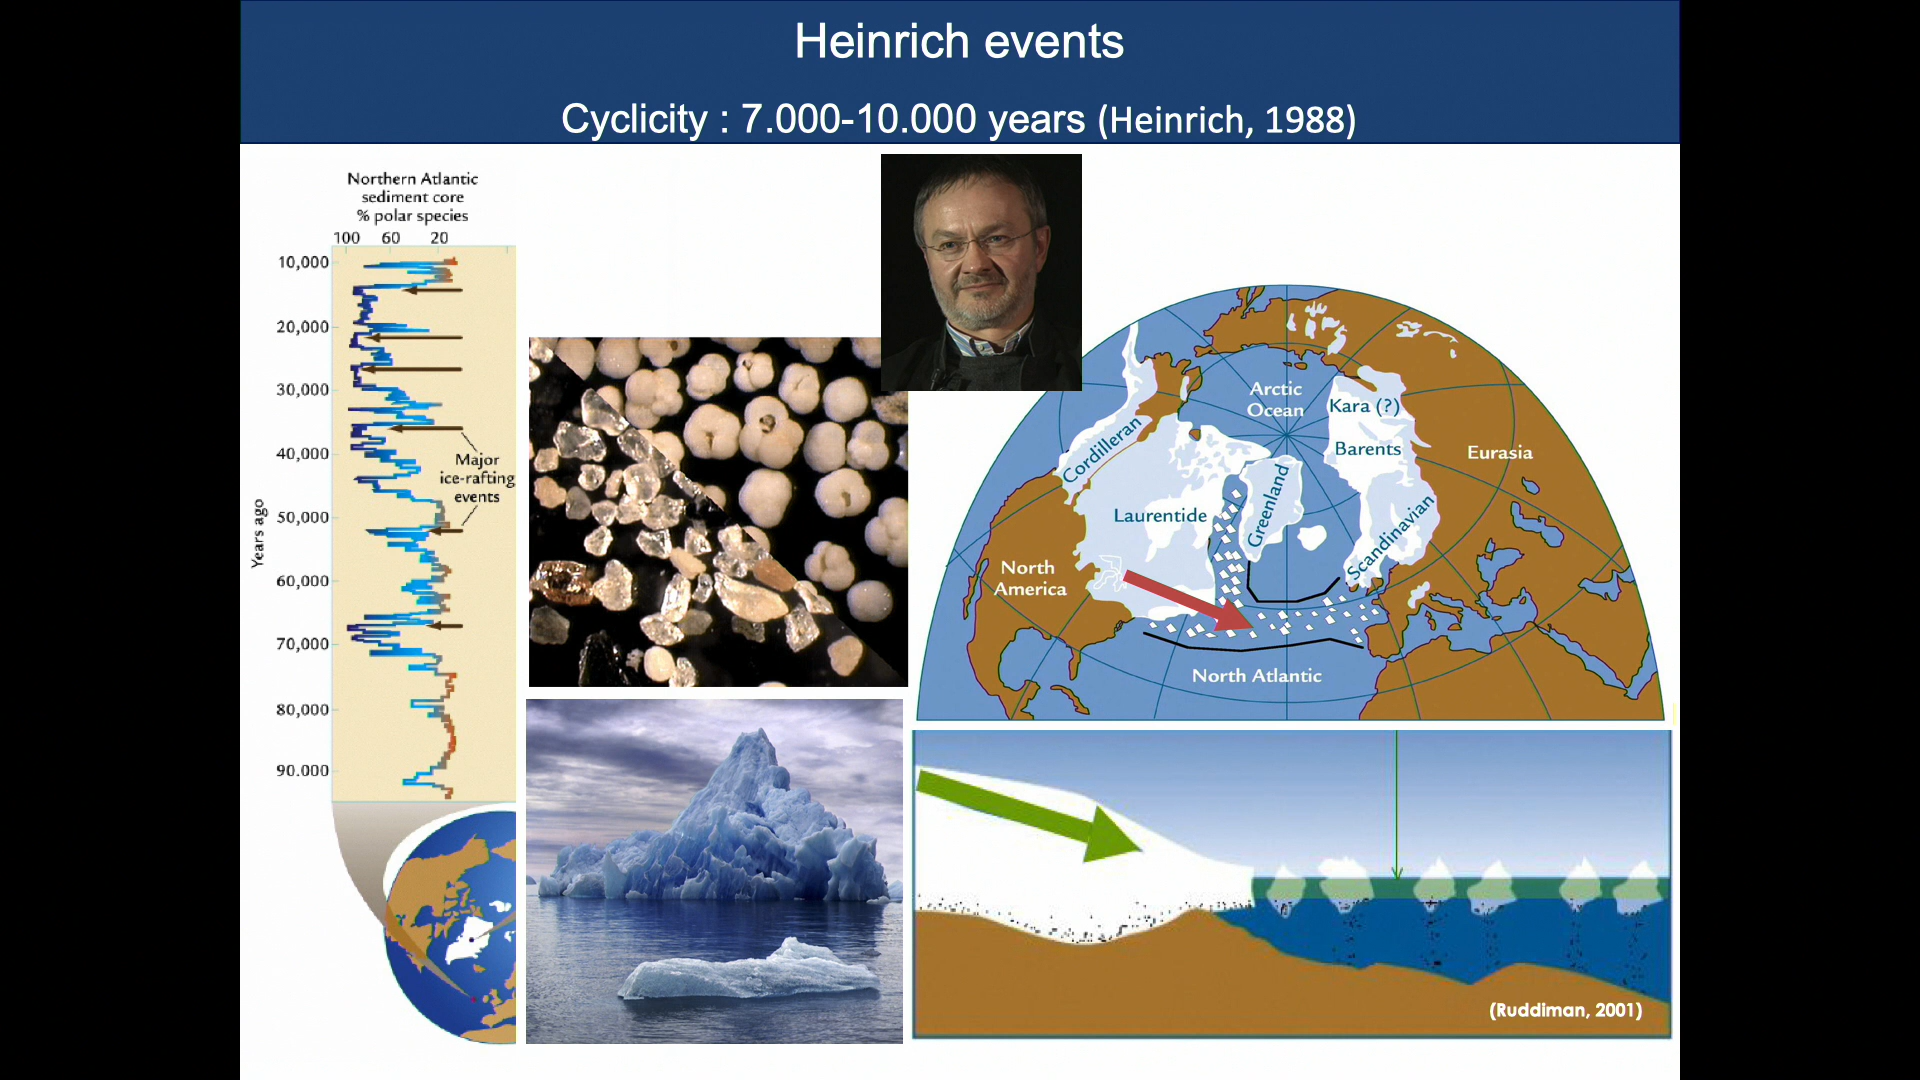 Heinrich events
Cyclicity : 7.000-10.000 years (Heinrich, 1988)
Northern Atlantic
sediment core
% polar species
100 60 20
10,000
20,000
30,000
40,000
50,000
60,000
70,000
80,000
90.000
Years ago
Major
ice-rafting
events
Arctic
Ocean
Kara (?)
Barents
Eurasia
Cordilleran
Laurentide
Greenland
Scandinavian
North
America
North Atlantic
(Ruddiman, 2001)